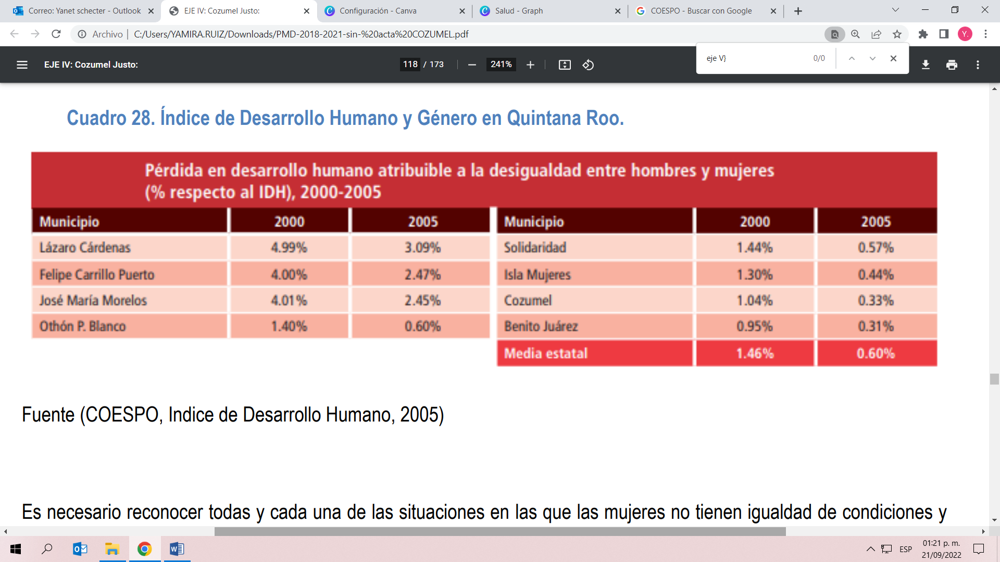 Correo: Yanet schecter - Outlook
EJE IV: Cozumel Justo:
Configuración - Canva
Salud - Graph
COESPO - Buscar con Google
Archivo
C:/Users/YAMIRA.RUIZ/Downloads/PMD-2018-2021-sin-%20acta%20COZUMEL.pdf
Y.
EJE IV: Cozumel Justo:
118 / 173
241%
eje V}
0/0
Cuadro 28. Índice de Desarrollo Humano y Género en Quintana Roo.
Pérdida en desarrollo humano atribuible a la desigualdad entre hombres y mujeres
(% respecto al IDH), 2000-2005
Municipio 2000 2005 Municipio 2000 2005
Lázaro Cárdenas 4.99% 3.09% Solidaridad 1.44% 0.57%
Felipe Carrillo Puerto 4.00% 2.47% Isla Mujeres 1.30% 0.44%
José María Morelos 4.01% 2.45% Cozumel 1.04% 0.33%
Othón P. Blanco 1.40% 0.60% Benito Juárez 0.95% 0.31%
Media estatal 1.46% 0.60%
Fuente (COESPO, Indice de Desarrollo Humano, 2005)
Es necesario reconocer todas y cada una de las situaciones en las que las mujeres no tienen igualdad de condiciones y
ESP
01:21 p. m.
21/09/2022